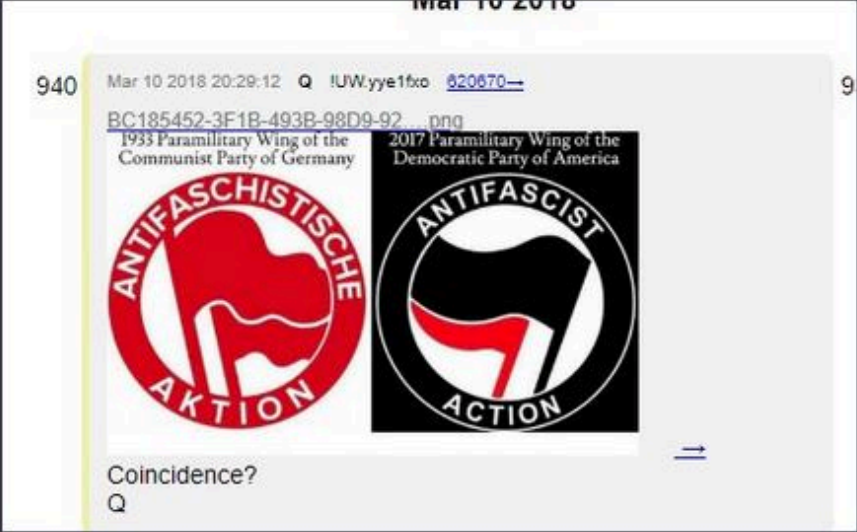 Mar 10 2018
940
Mar 10 2018 20:29:12 Q !UW.yye1fxo 620670→
9
BC185452-3F1B-493B-98D9-92....png
1933 Paramilitary Wing of the
Communist Party of Germany
2017 Paramilitary Wing of the
Democratic Party of America
ANTIFASCHISTISCHE
AKTION
ANTIFASCIST
ACTION
→
Coincidence?
Q